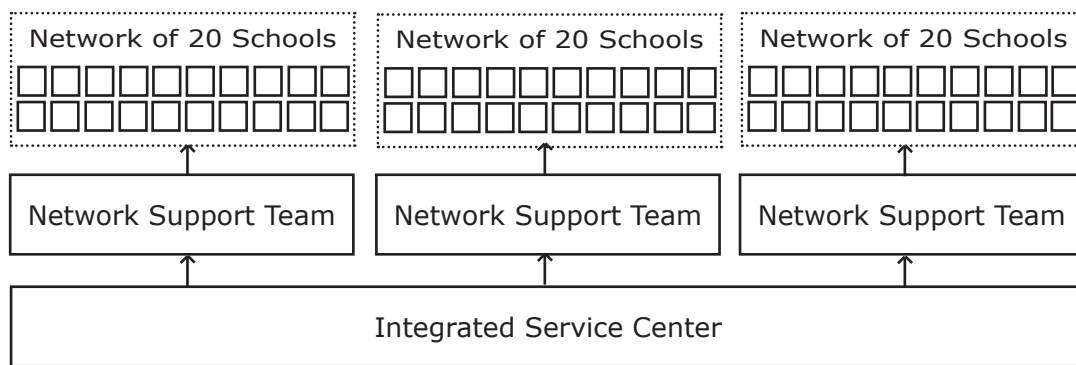 Network of 20 Schools
Network of 20 Schools
Network of 20 Schools
Network Support Team
Network Support Team
Network Support Team
Integrated Service Center